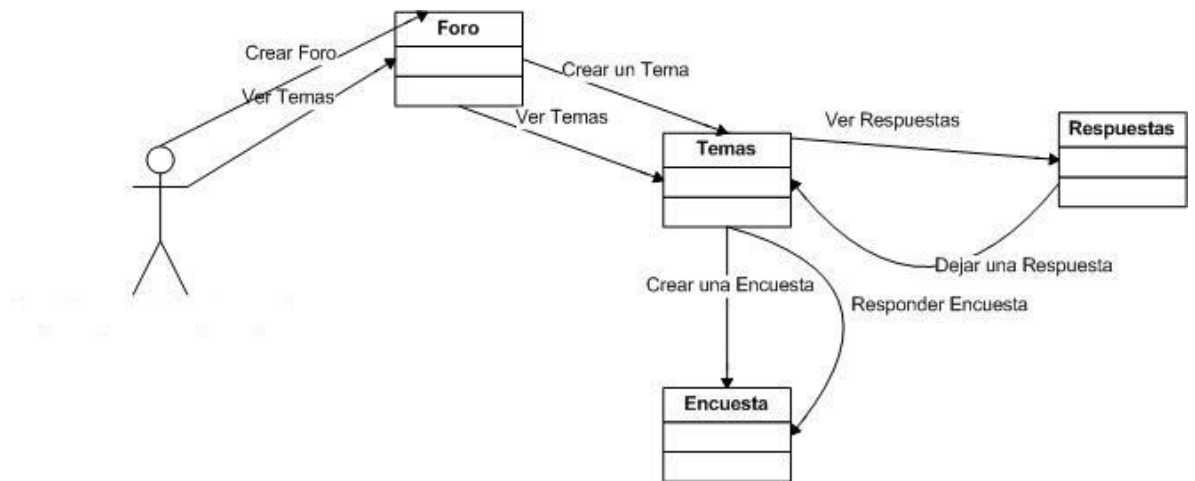 Foro
Crear Foro
Ver Temas
Crear un Tema
Ver Temas
Temas
Ver Respuestas
Respuestas
Dejar una Respuesta
Crear una Encuesta
Responder Encuesta
Encuesta